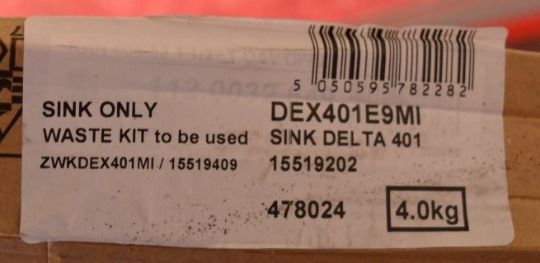 5 050595 782282
SINK ONLY DEX401E9MI
WASTE KIT to be used SINK DELTA 401
ZWKDEX401MI / 15519409 15519202
478024 4.0kg